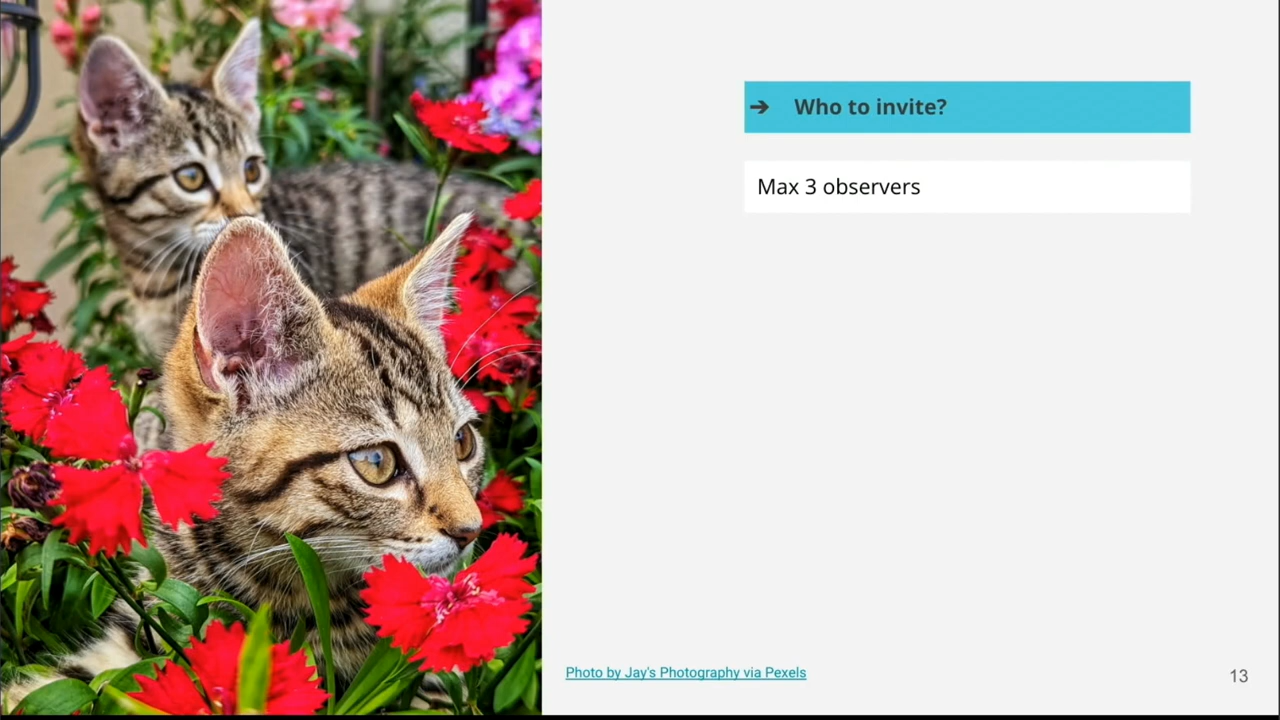 ➔ Who to invite?
Max 3 observers
Photo by Jay's Photography via Pexels
13